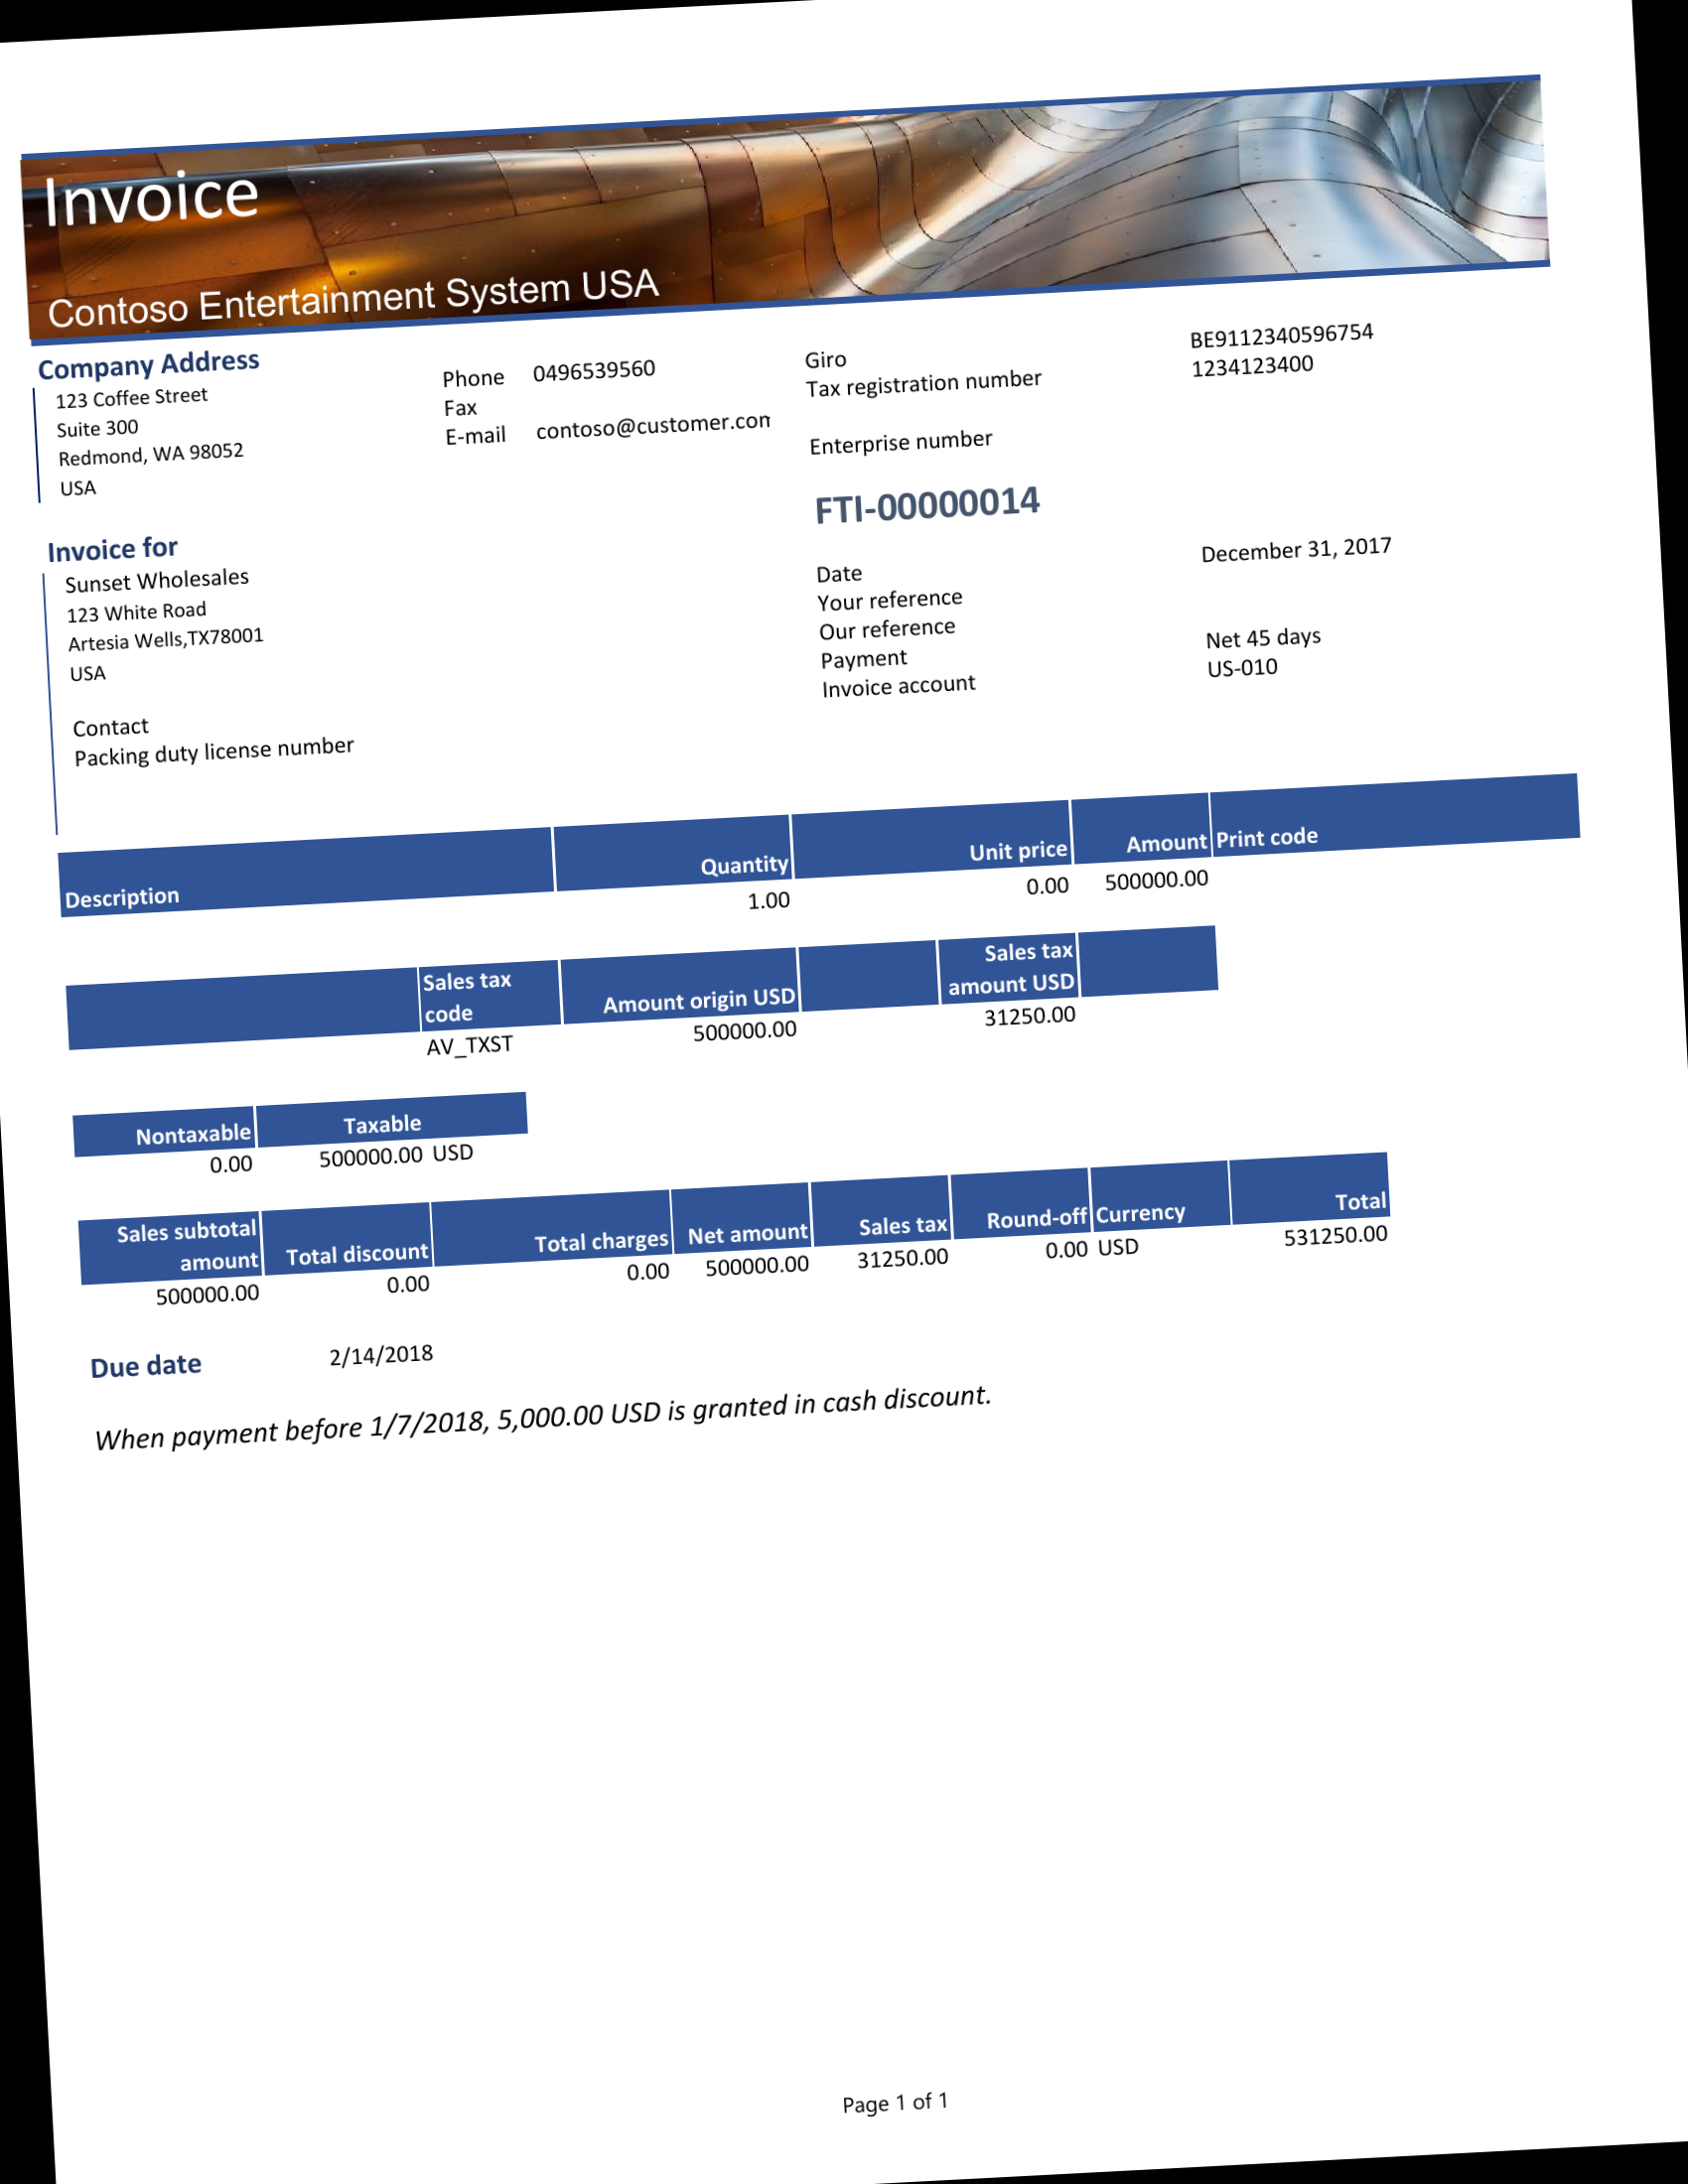 Invoice
Contoso Entertainment System USA
Company Address
123 Coffee Street
Suite 300
Redmond, WA 98052
USA
Phone 0496539560
Fax
E-mail contoso@customer.con
Giro BE9112340596754
Tax registration number 1234123400
Enterprise number
FTI-00000014
Invoice for
Sunset Wholesales
123 White Road
Artesia Wells,TX78001
USA
Contact
Packing duty license number
Date December 31, 2017
Your reference
Our reference
Payment Net 45 days
Invoice account US-010
Description Quantity Unit price Amount Print code
1.00 0.00 500000.00
Sales tax code Amount origin USD Sales tax amount USD
AV_TXST 500000.00 31250.00
Nontaxable Taxable
0.00 500000.00 USD
Sales subtotal amount Total discount Total charges Net amount Sales tax Round-off Currency Total
500000.00 0.00 0.00 500000.00 31250.00 0.00 USD 531250.00
Due date 2/14/2018
When payment before 1/7/2018, 5,000.00 USD is granted in cash discount.
Page 1 of 1